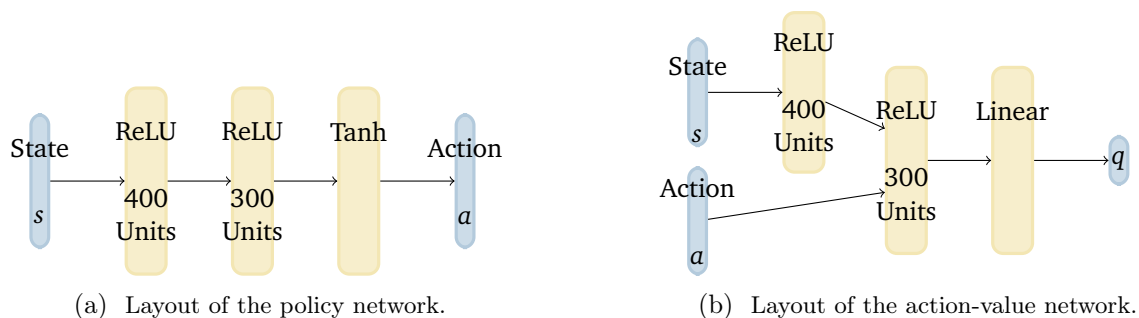 State
s
ReLU
400
Units
ReLU
300
Units
Tanh
Action
a
(a) Layout of the policy network.
State
s
Action
a
ReLU
400
Units
ReLU
300
Units
Linear
q
(b) Layout of the action-value network.